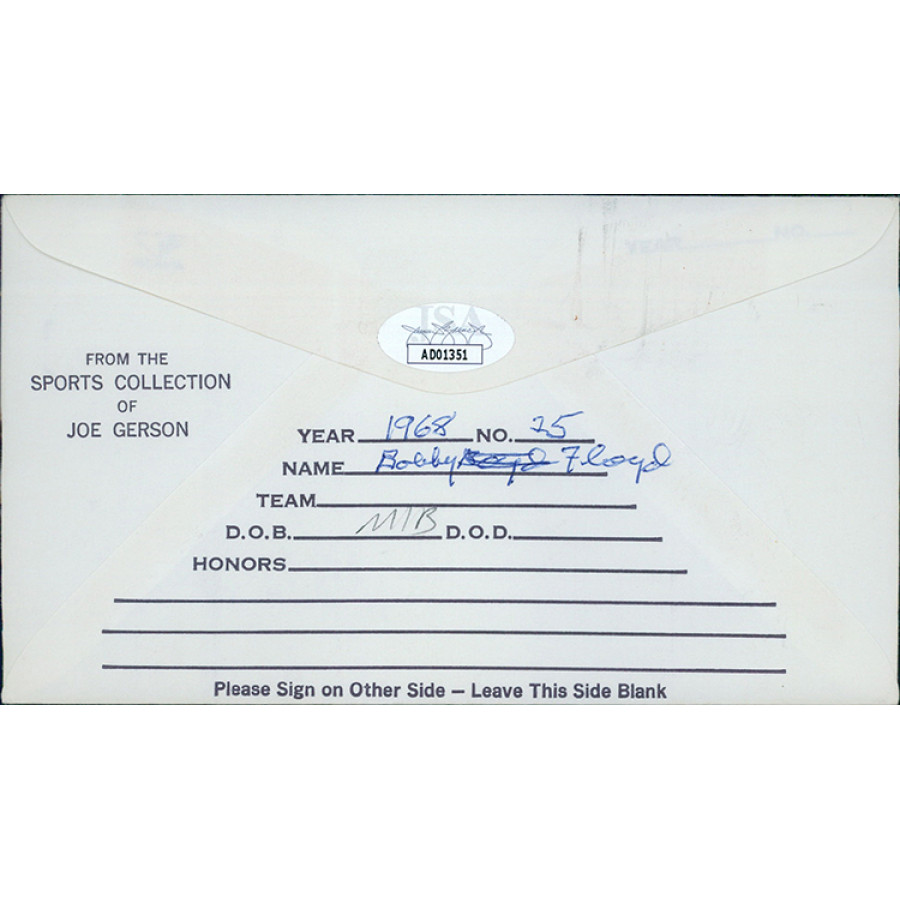 JSA
AD01351
FROM THE
SPORTS COLLECTION
OF
JOE GERSON
YEAR 1968 NO. 25
NAME Bobby Boyd Floyd
TEAM
D.O.B. MIB D.O.D.
HONORS
Please Sign on Other Side – Leave This Side Blank